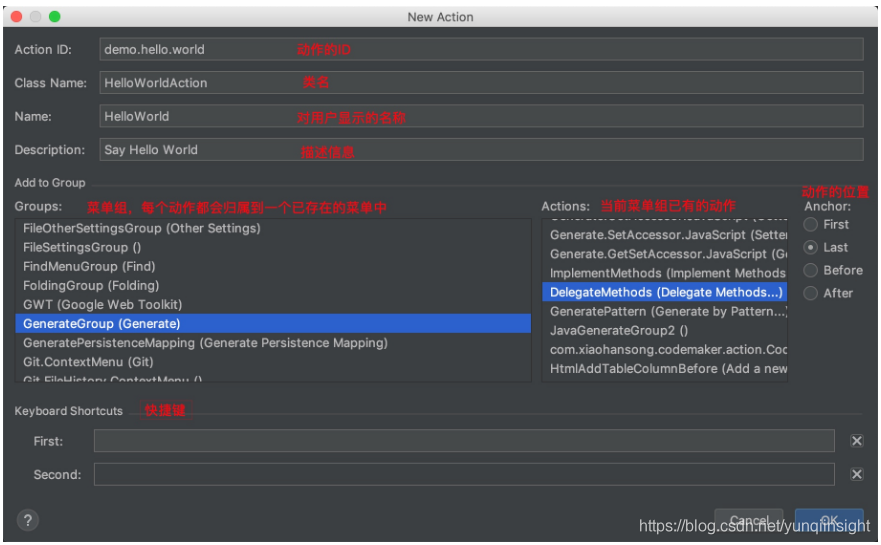 New Action
Action ID: demo.hello.world 动作的ID
Class Name: HelloWorldAction 类名
Name: HelloWorld 对用户显示的名称
Description: Say Hello World 描述信息
Add to Group
动作的位置
Groups: 菜单组，每个动作都会归属到一个已存在的菜单中 Actions: 当前菜单组已有的动作 Anchor:
FileOtherSettingsGroup (Other Settings)
FileSettingsGroup ()
FindMenuGroup (Find)
FoldingGroup (Folding)
GWT (Google Web Toolkit)
GenerateGroup (Generate)
GeneratePersistenceMapping (Generate Persistence Mapping)
Git.ContextMenu (Git)
Git.FileHistory.ContextMenu ()
Generate.SetAccessor.JavaScript (Setter
Generate.GetSetAccessor.JavaScript (G
ImplementMethods (Implement Methods
DelegateMethods (Delegate Methods...)
GeneratePattern (Generate by Pattern...)
JavaGenerateGroup2 ()
com.xiaohansong.codemaker.action.Coc
HtmlAddTableColumnBefore (Add a new
First
Last
Before
After
Keyboard Shortcuts 快捷键
First:
Second:
?
Cancel
OK
https://blog.csdn.net/yunqiinsight